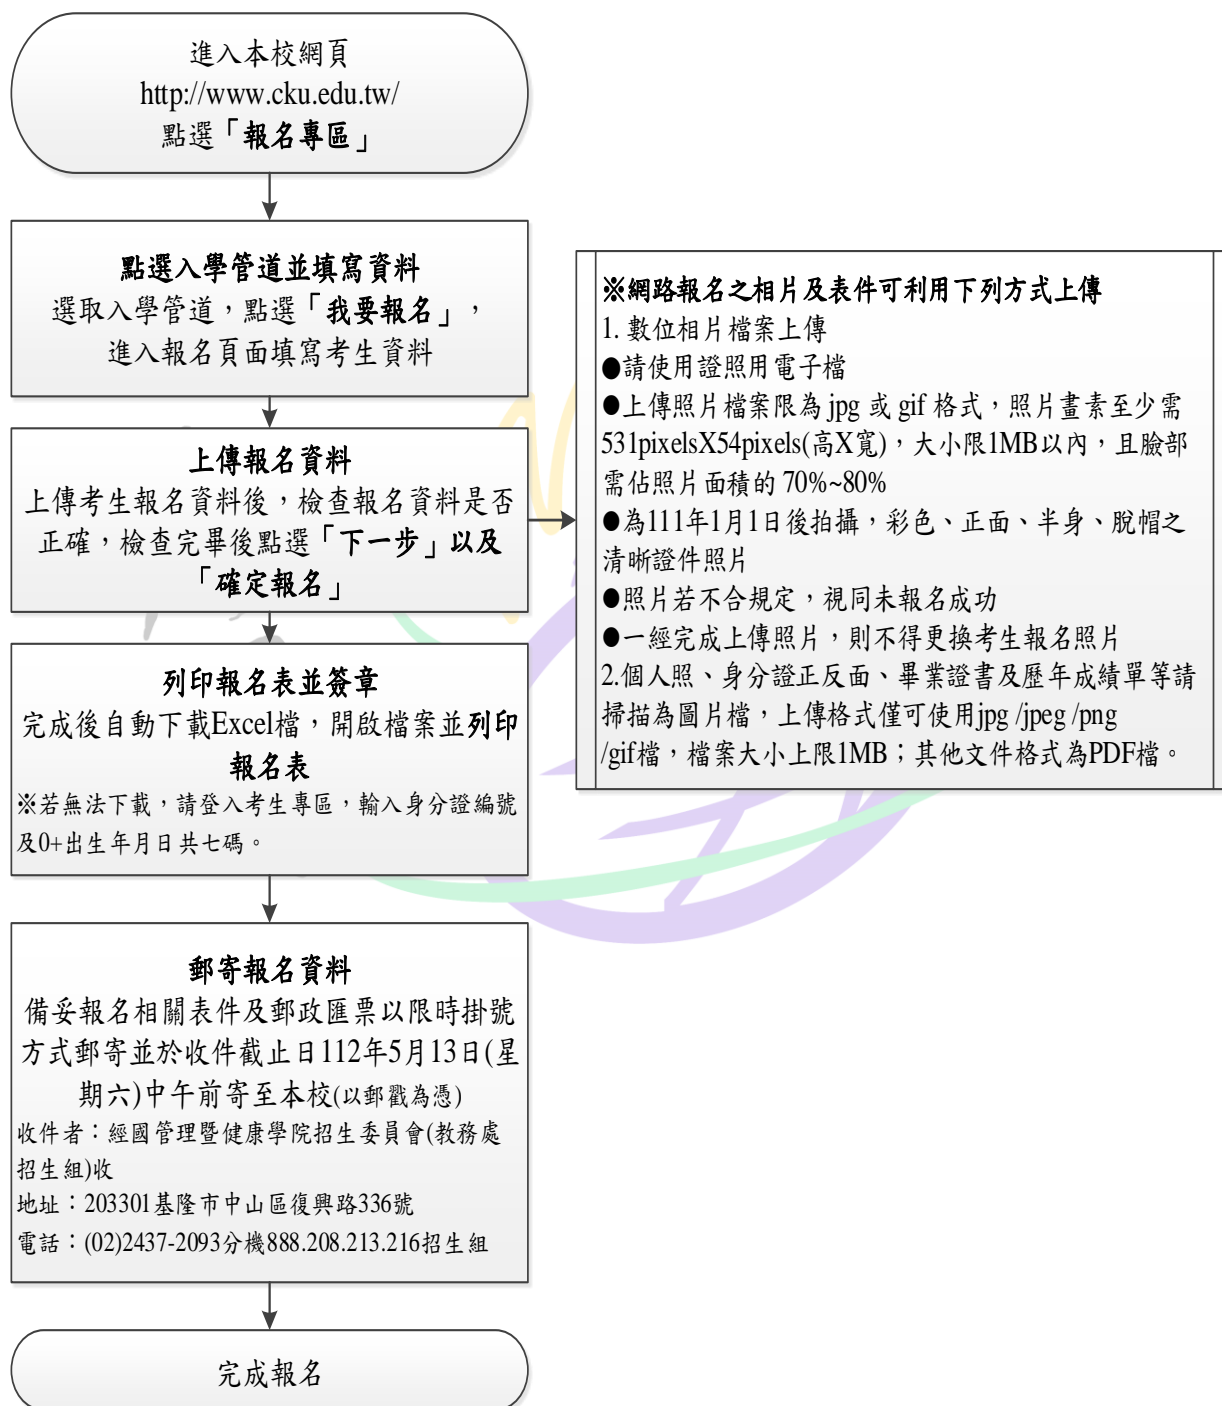 進入本校網頁
http://www.cku.edu.tw/
點選「報名專區」
點選入學管道並填寫資料
選取入學管道，點選「我要報名」，
進入報名頁面填寫考生資料
上傳報名資料
上傳考生報名資料後，檢查報名資料是否
正確，檢查完畢後點選「下一步」以及
「確定報名」
※網路報名之相片及表件可利用下列方式上傳
1. 數位相片檔案上傳
●請使用證照用電子檔
●上傳照片檔案限為 jpg 或 gif 格式，照片畫素至少需
531pixelsX54pixels(高X寬)，大小限1MB以內，且臉部
需佔照片面積的 70%~80%
●為111年1月1日後拍攝，彩色、正面、半身、脫帽之
清晰證件照片
●照片若不合規定，視同未報名成功
●一經完成上傳照片，則不得更換考生報名照片
2.個人照、身分證正反面、畢業證書及歷年成績單等請
掃描為圖片檔，上傳格式僅可使用jpg /jpeg /png
/gif檔，檔案大小上限1MB；其他文件格式為PDF檔。
列印報名表並簽章
完成後自動下載Excel檔，開啟檔案並列印
報名表
※若無法下載，請登入考生專區，輸入身分證編號
及0+出生年月日共七碼。
郵寄報名資料
備妥報名相關表件及郵政匯票以限時掛號
方式郵寄並於收件截止日112年5月13日(星
期六)中午前寄至本校(以郵戳為憑)
收件者：經國管理暨健康學院招生委員會(教務處
招生組)收
地址：203301基隆市中山區復興路336號
電話：(02)2437-2093分機888.208.213.216招生組
完成報名